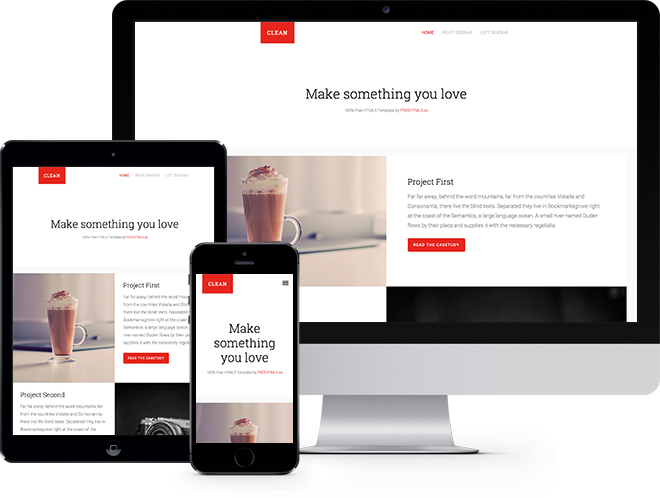 CLEAN
HOME RIGHT SIDEBAR LEFT SIDEBAR
Make something you love
100% Free HTML5 Template by FREEHTML5.co
Project First
Far far away, behind the word mountains, far from the countries Vokalia and
Consonantia, there live the blind texts. Separated they live in Bookmarksgrove right
at the coast of the Semantics, a large language ocean. A small river named Duden
flows by their place and supplies it with the necessary regelialia.
READ THE CASETUDY
CLEAN
HOME RIGHT SIDEBAR LEFT SIDEBAR
Make something you love
100% Free HTML5 Template by FREEHTML5.co
Project First
Far far away, behind the word
mountains, far from the countries
Vokalia and Consonantia, there live
the blind texts. Separated they live in
Bookmarksgrove right at the coast of
the Semantics, a large language
ocean. A small river named Duden
flows by their place and supplies it
with the necessary regelialia.
READ THE CASETUDY
Project Second
Far far away, behind the word mountains, far
from the countries Vokalia and Consonantia,
there live the blind texts. Separated they live in
Bookmarksgrove right at the coast of the
CLEAN
Make
something
you love
100% Free HTML5 Template by FREEHTML5.co